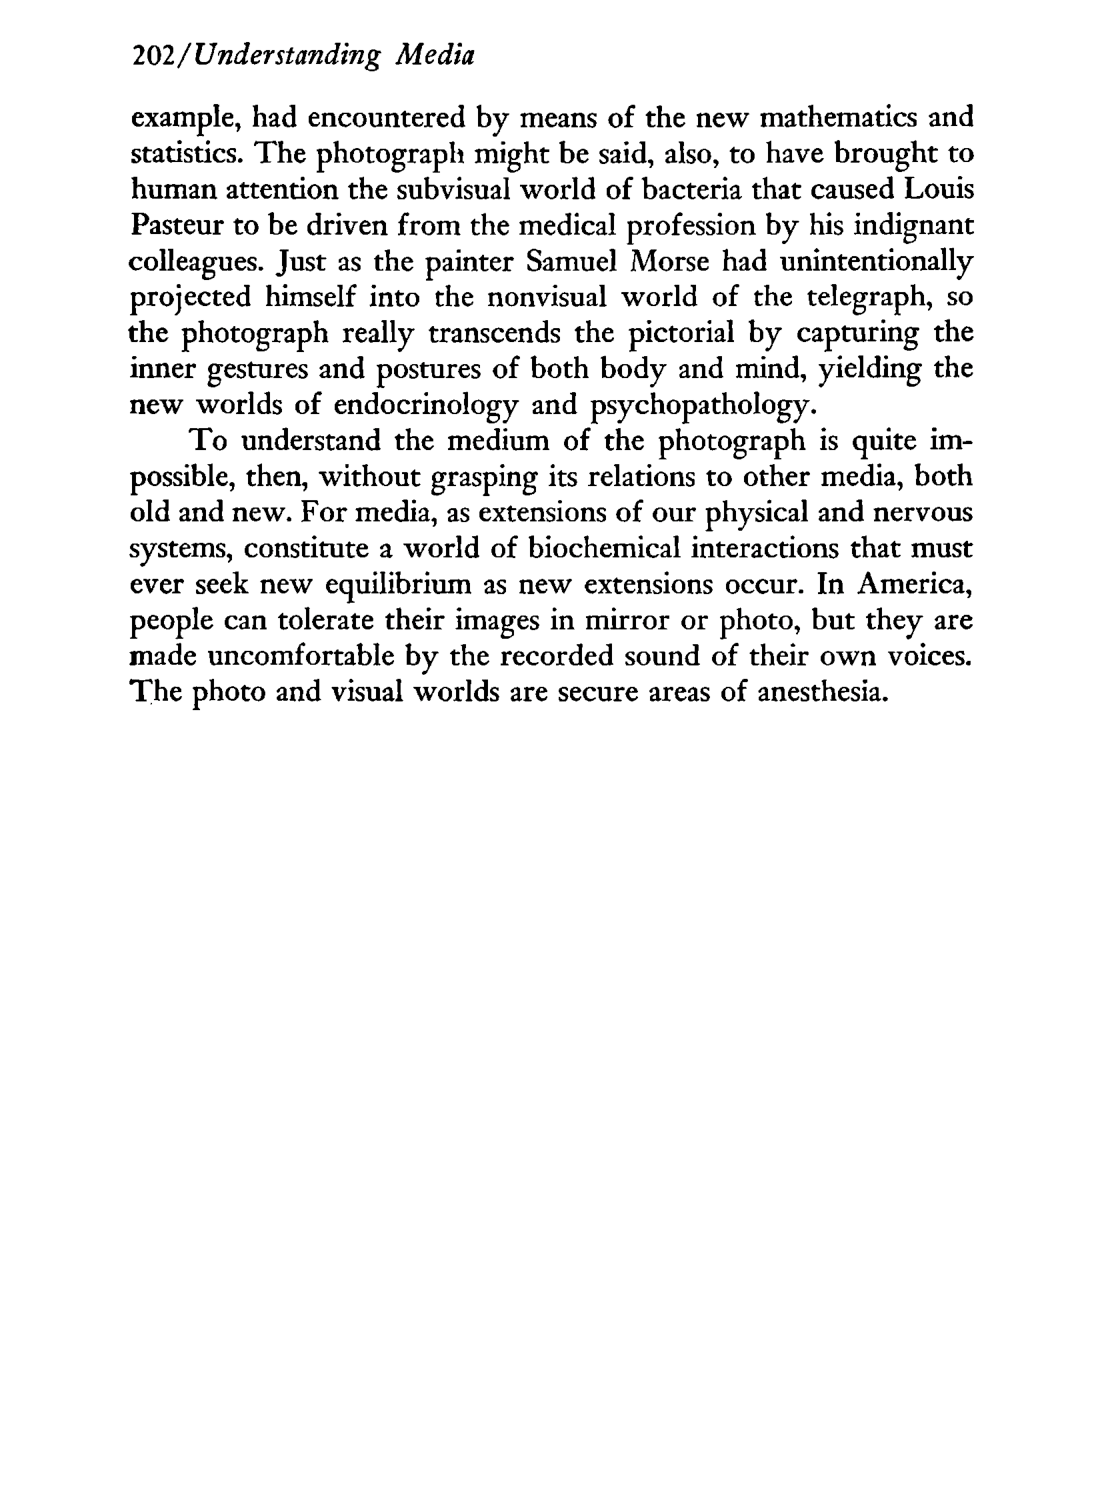 202/Understanding Media
example, had encountered by means of the new mathematics and
statistics. The photograph might be said, also, to have brought to
human attention the subvisual world of bacteria that caused Louis
Pasteur to be driven from the medical profession by his indignant
colleagues. Just as the painter Samuel Morse had unintentionally
projected himself into the nonvisual world of the telegraph, so
the photograph really transcends the pictorial by capturing the
inner gestures and postures of both body and mind, yielding the
new worlds of endocrinology and psychopathology.
To understand the medium of the photograph is quite im-
possible, then, without grasping its relations to other media, both
old and new. For media, as extensions of our physical and nervous
systems, constitute a world of biochemical interactions that must
ever seek new equilibrium as new extensions occur. In America,
people can tolerate their images in mirror or photo, but they are
made uncomfortable by the recorded sound of their own voices.
The photo and visual worlds are secure areas of anesthesia.